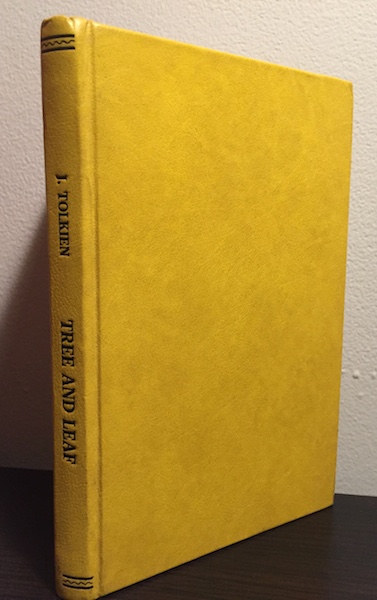 J. TOLKIEN
TREE AND LEAF